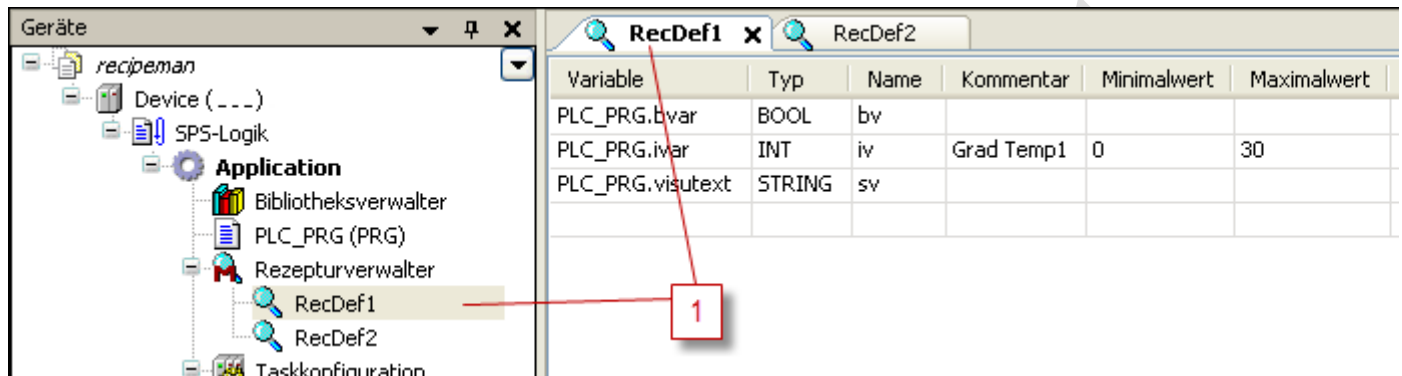 Geräte
recipeman
Device (___)
SPS-Logik
Application
Bibliotheksverwalter
PLC_PRG (PRG)
Rezepturverwalter
RecDef1
RecDef2
Taskkonfiguration
RecDef1 RecDef2
Variable Typ Name Kommentar Minimalwert Maximalwert
PLC_PRG.bvar BOOL bv
PLC_PRG.ivar INT iv Grad Temp1 0 30
PLC_PRG.visutext STRING sv
1